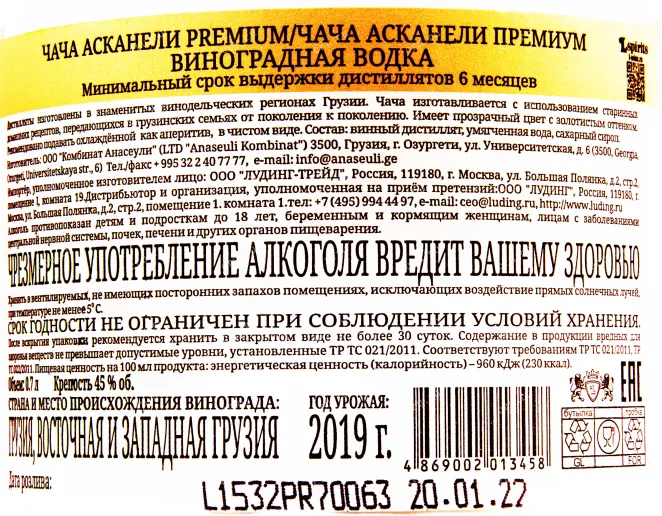 ЧАЧА АСКАНЕЛИ PREMIUM/ЧАЧА АСКАНЕЛИ ПРЕМИУМ
ВИНОГРАДНАЯ ВОДКА
Минимальный срок выдержки дистиллятов 6 месяцев
Lspirits
Дистилляты изготовлены в знаменитых винодельческих регионах Грузии. Чача изготавливается с использованием старинных
домашних рецептов, передающихся в грузинских семьях от поколения к поколению. Имеет прозрачный цвет с золотистым оттенком.
Рекомендовано подавать охлаждённой как аперитив, в чистом виде. Состав: винный дистиллят, умягченная вода, сахарный сироп.
Изготовитель: ООО "Комбинат Анасеули" (LTD "Anaseuli Kombinat") 3500, Грузия, г. Озургети, ул. Университетская, д. 6 (3500, Georgia,
Ozurgeti, Universitetskaya str., 6) Тел./факс + 995 32 2 40 77 77, e-mail: info@anaseuli.ge
Импортёр, уполномоченное изготовителем лицо: ООО "ЛУДИНГ-ТРЕЙД", Россия, 119180, г. Москва, ул. Большая Полянка, д.2, стр.2,
помещение I, комната 19. Дистрибьютор и организация, уполномоченная на приём претензий:ООО "ЛУДИНГ", Россия, 119180, г.
Москва, ул. Большая Полянка, д.2, стр.2, помещение 1. комната 1.тел: +7 (495) 994 44 97, e-mail: ceo@luding.ru, http://www.luding.ru
Алкоголь противопоказан детям и подросткам до 18 лет, беременным и кормящим женщинам, лицам с заболеваниями
центральной нервной системы, почек, печени и других органов пищеварения.
ЧРЕЗМЕРНОЕ УПОТРЕБЛЕНИЕ АЛКОГОЛЯ ВРЕДИТ ВАШЕМУ ЗДОРОВЬЮ
Хранить в вентилируемых, не имеющих посторонних запахов помещениях, исключающих воздействие прямых солнечных лучей,
при температуре не менее 5° С.
СРОК ГОДНОСТИ НЕ ОГРАНИЧЕН ПРИ СОБЛЮДЕНИИ УСЛОВИЙ ХРАНЕНИЯ.
После вскрытия упаковки рекомендуется хранить в закрытом виде не более 30 суток. Содержание в продукции вредных для
здоровья веществ не превышает допустимые уровни, установленные ТР ТС 021/2011. Соответствуют требованиям ТР ТС 021/2011, ТР
ТС 022/2011. Пищевая ценность на 100 мл продукта: энергетическая ценность (калорийность) – 960 кДж (230 ккал).
Объем: 0.7 л Крепость 45 % об.
СТРАНА И МЕСТО ПРОИСХОЖДЕНИЯ ВИНОГРАДА:
ГРУЗИЯ, ВОСТОЧНАЯ И ЗАПАДНАЯ ГРУЗИЯ
ГОД УРОЖАЯ:
2019 г.
4 869002 013458
EAC
бутылка
пробка
GL
FOR
Дата розлива:
L1532PR70063 20.01.22